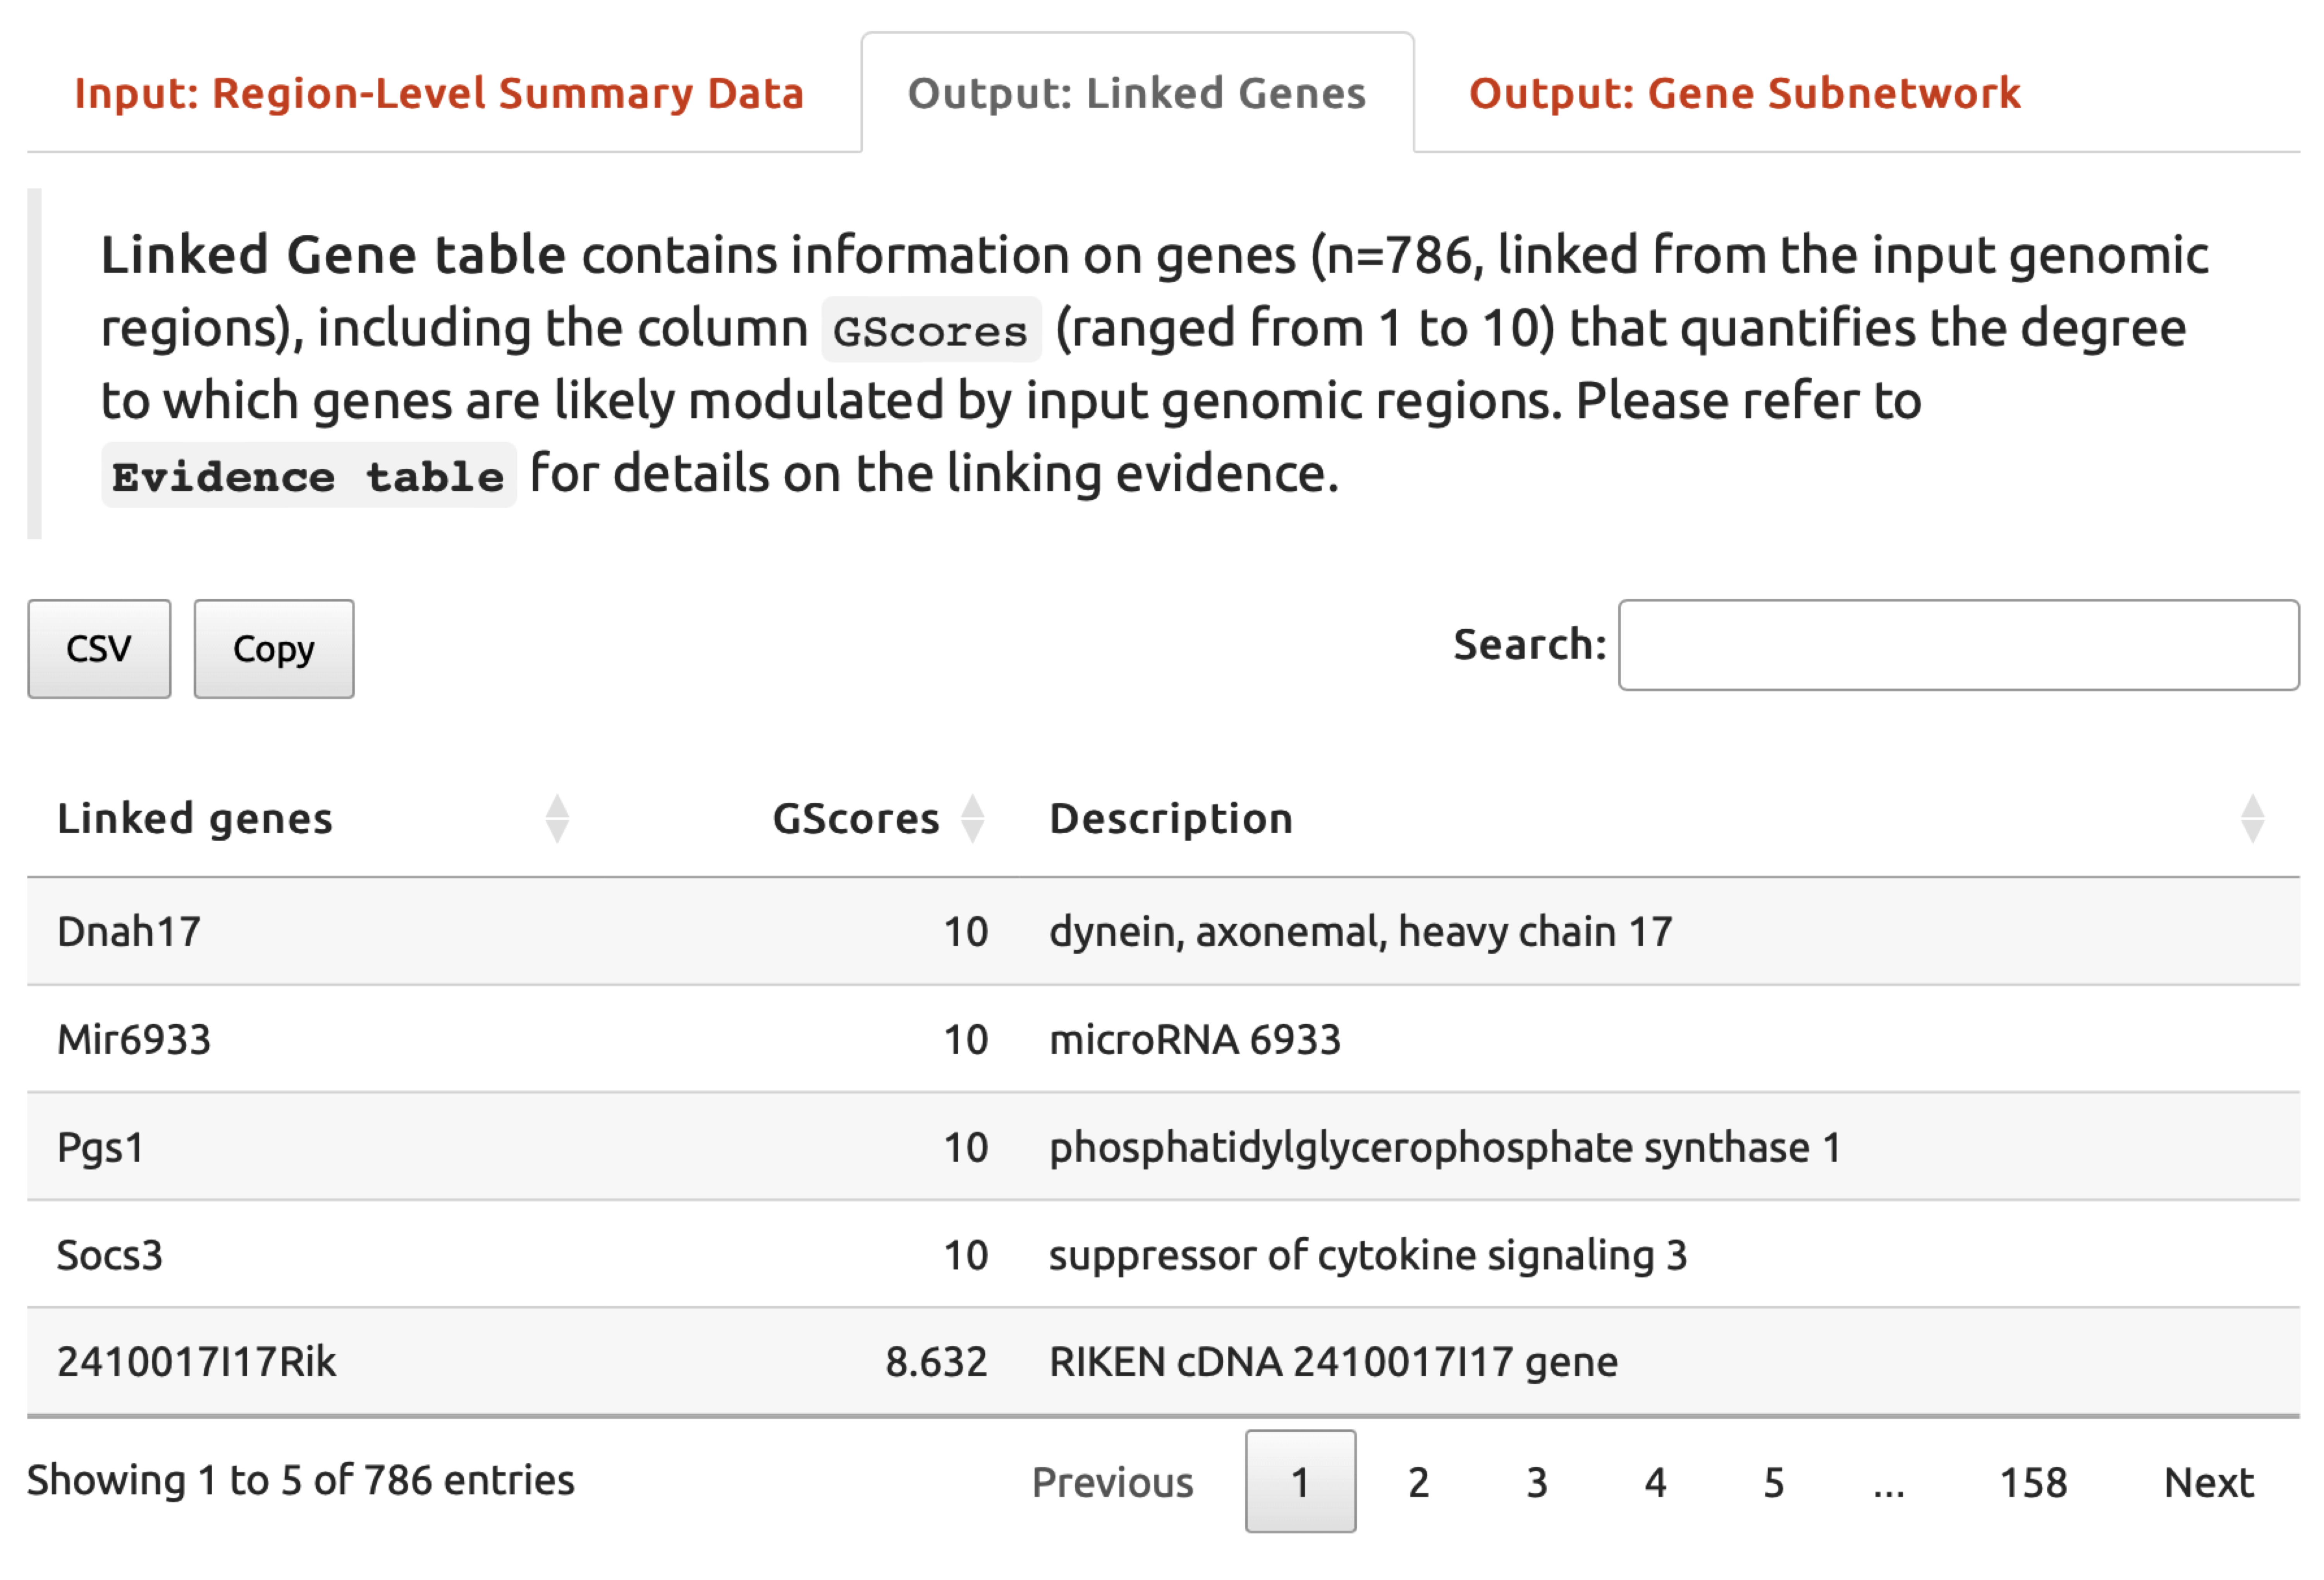 Input: Region-Level Summary Data Output: Linked Genes Output: Gene Subnetwork
Linked Gene table contains information on genes (n=786, linked from the input genomic
regions), including the column GScores (ranged from 1 to 10) that quantifies the degree
to which genes are likely modulated by input genomic regions. Please refer to
Evidence table for details on the linking evidence.
CSV Copy Search:
Linked genes GScores Description
Dnah17 10 dynein, axonemal, heavy chain 17
Mir6933 10 microRNA 6933
Pgs1 10 phosphatidylglycerophosphate synthase 1
Socs3 10 suppressor of cytokine signaling 3
2410017I17Rik 8.632 RIKEN cDNA 2410017I17 gene
Showing 1 to 5 of 786 entries Previous 1 2 3 4 5 ... 158 Next